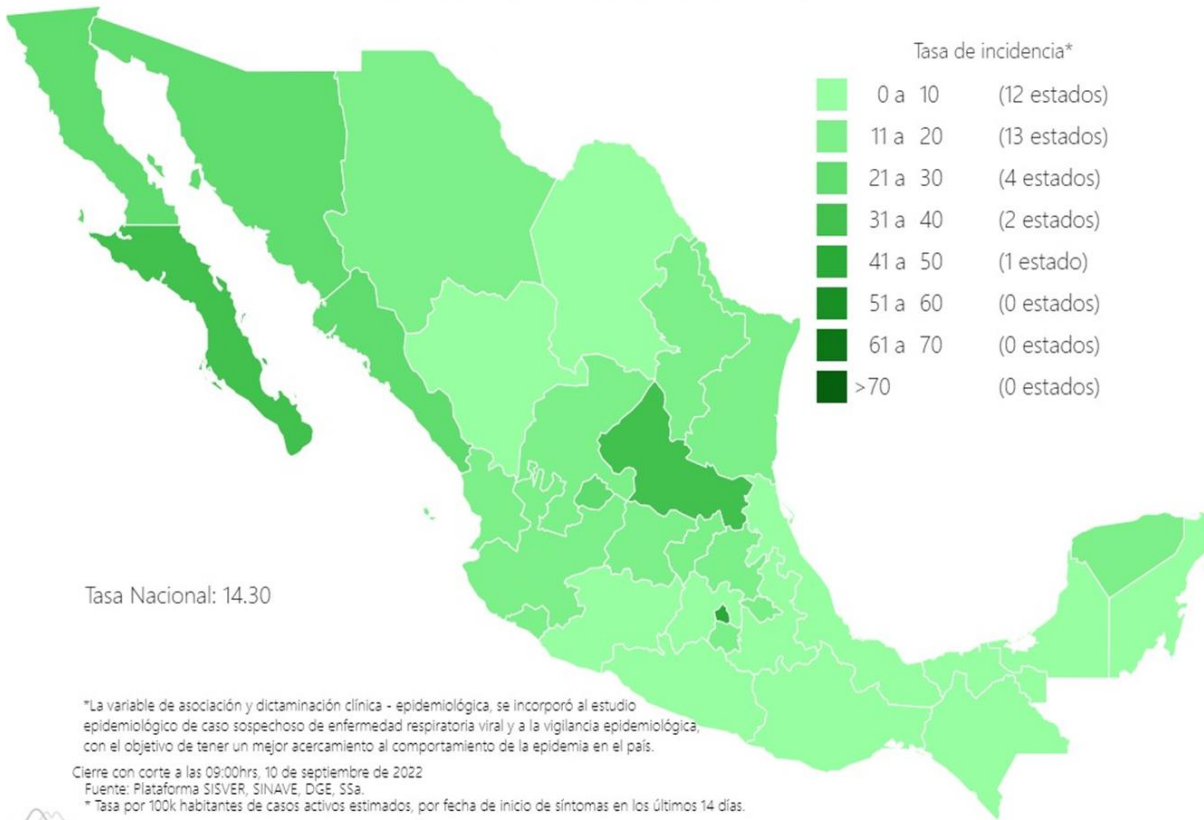 Tasa de incidencia*
0 a 10 (12 estados)
11 a 20 (13 estados)
21 a 30 (4 estados)
31 a 40 (2 estados)
41 a 50 (1 estado)
51 a 60 (0 estados)
61 a 70 (0 estados)
>70 (0 estados)
Tasa Nacional: 14.30
*La variable de asociación y dictaminación clínica - epidemiológica, se incorporó al estudio
epidemiológico de caso sospechoso de enfermedad respiratoria viral y a la vigilancia epidemiológica,
con el objetivo de tener un mejor acercamiento al comportamiento de la epidemia en el país.
Cierre con corte a las 09:00hrs, 10 de septiembre de 2022
Fuente: Plataforma SISVER, SINAVE, DGE, SSa.
* Tasa por 100k habitantes de casos activos estimados, por fecha de inicio de síntomas en los últimos 14 días.